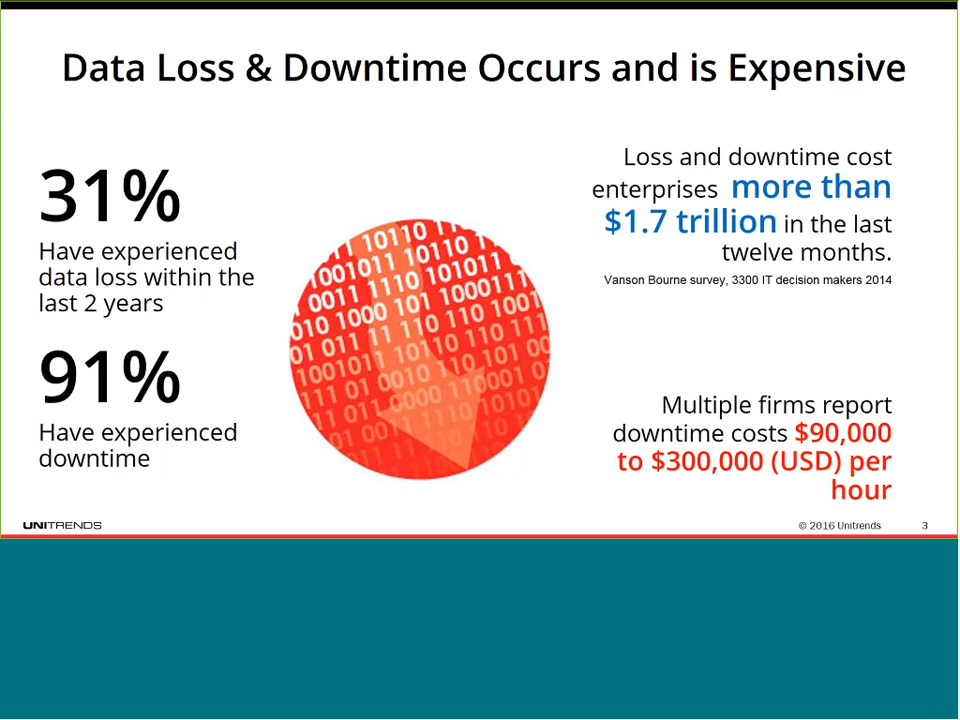 Data Loss & Downtime Occurs and is Expensive
31%
Have experienced
data loss within the
last 2 years
91%
Have experienced
downtime
Loss and downtime cost
enterprises more than
$1.7 trillion in the last
twelve months.
Vanson Bourne survey, 3300 IT decision makers 2014
Multiple firms report
downtime costs $90,000
to $300,000 (USD) per
hour
UNITRENDS
© 2016 Unitrends
3